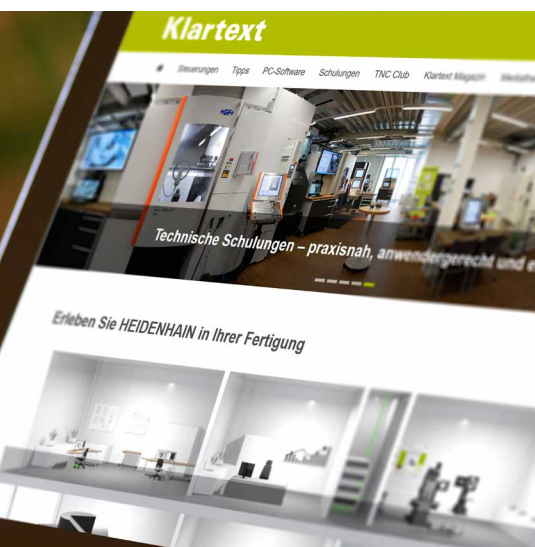 Klartext
Steuerungen Tipps PC-Software Schulungen TNC Club Klartext Magazin
Technische Schulungen – praxisnah, anwendergerecht und
Erleben Sie HEIDENHAIN in Ihrer Fertigung